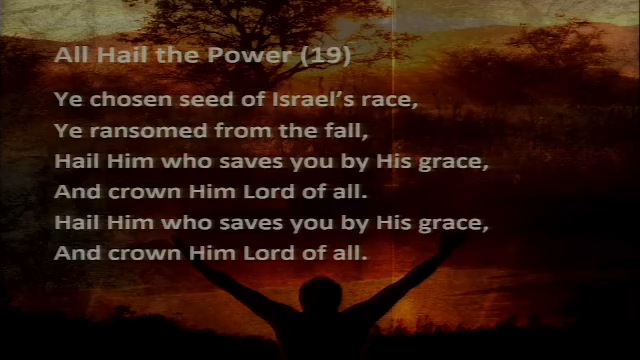 All Hail the Power (19)
Ye chosen seed of Israel’s race,
Ye ransomed from the fall,
Hail Him who saves you by His grace,
And crown Him Lord of all.
Hail Him who saves you by His grace,
And crown Him Lord of all.